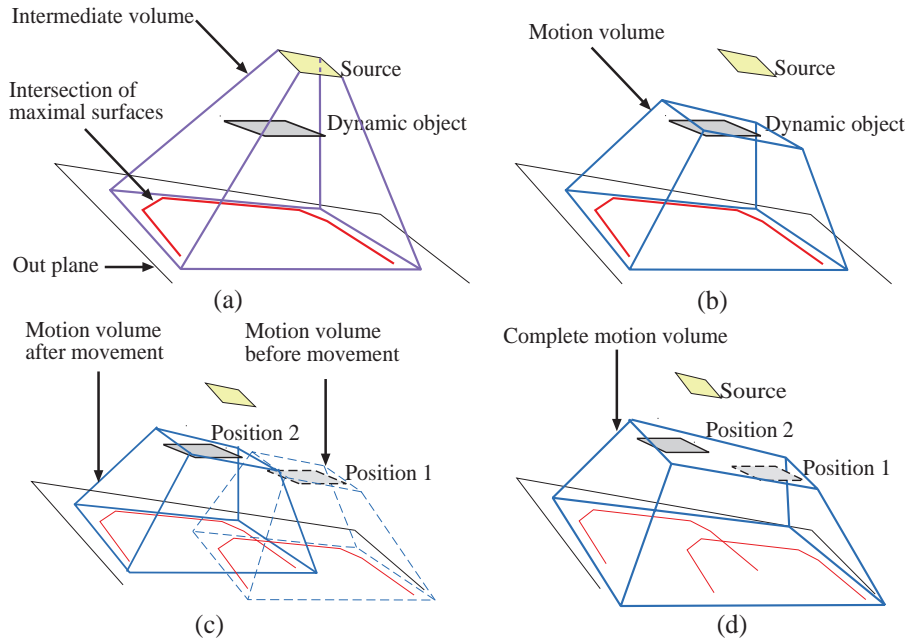 Intermediate volume
Source
Intersection of
maximal surfaces
Dynamic object
Out plane
(a)
Motion volume
Source
Dynamic object
(b)
Motion volume
after movement
Motion volume
before movement
Position 2
Position 1
(c)
Complete motion volume
Source
Position 2
Position 1
(d)